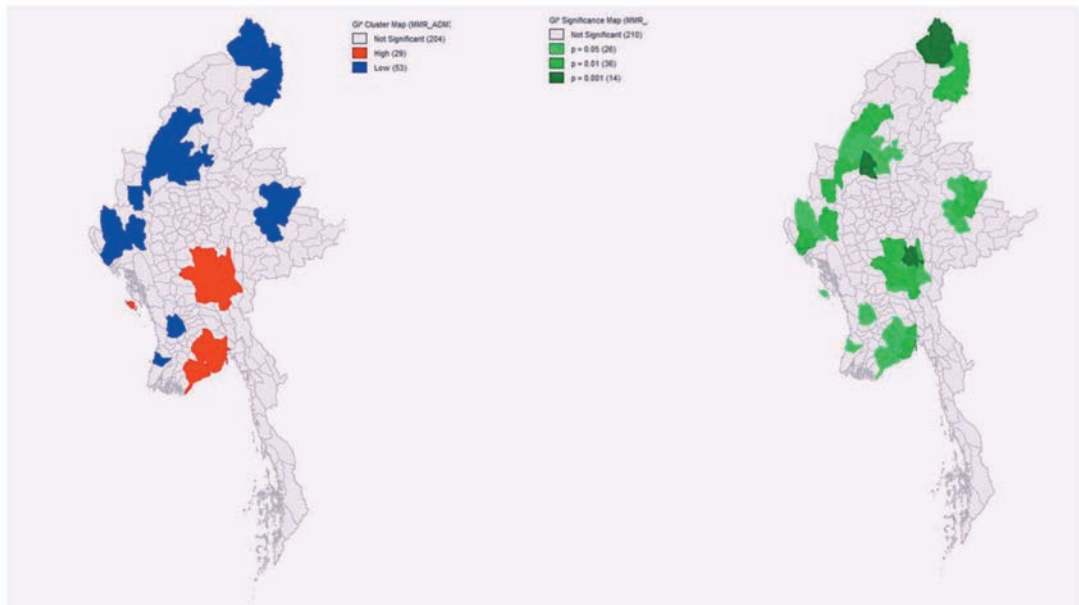 Gi* Cluster Map (MMR_ADM3
Not Significant (204)
High (29)
Low (53)
Gi* Significance Map (MMR_.
Not Significant (210)
p = 0.05 (26)
p = 0.01 (36)
p = 0.001 (14)